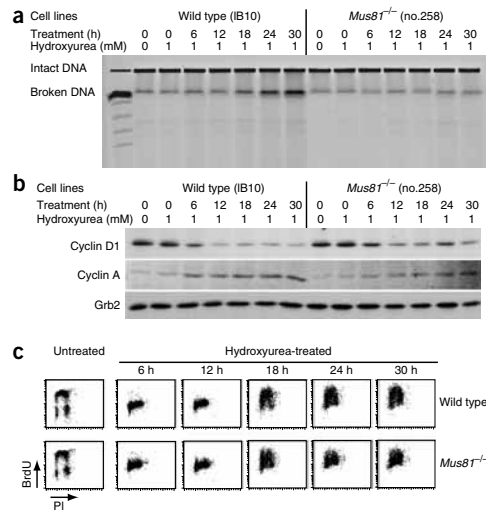 a Cell lines Wild type (IB10) Mus81−/− (no.258)
Treatment (h) 0 0 6 12 18 24 30 0 0 6 12 18 24 30
Hydroxyurea (mM) 0 1 1 1 1 1 1 0 1 1 1 1 1 1
Intact DNA
Broken DNA
b Cell lines Wild type (IB10) Mus81−/− (no.258)
Treatment (h) 0 0 6 12 18 24 30 0 0 6 12 18 24 30
Hydroxyurea (mM) 0 1 1 1 1 1 1 0 1 1 1 1 1 1
Cyclin D1
Cyclin A
Grb2
c Untreated Hydroxyurea-treated
6 h 12 h 18 h 24 h 30 h
Wild type
Mus81−/−
BrdU
PI